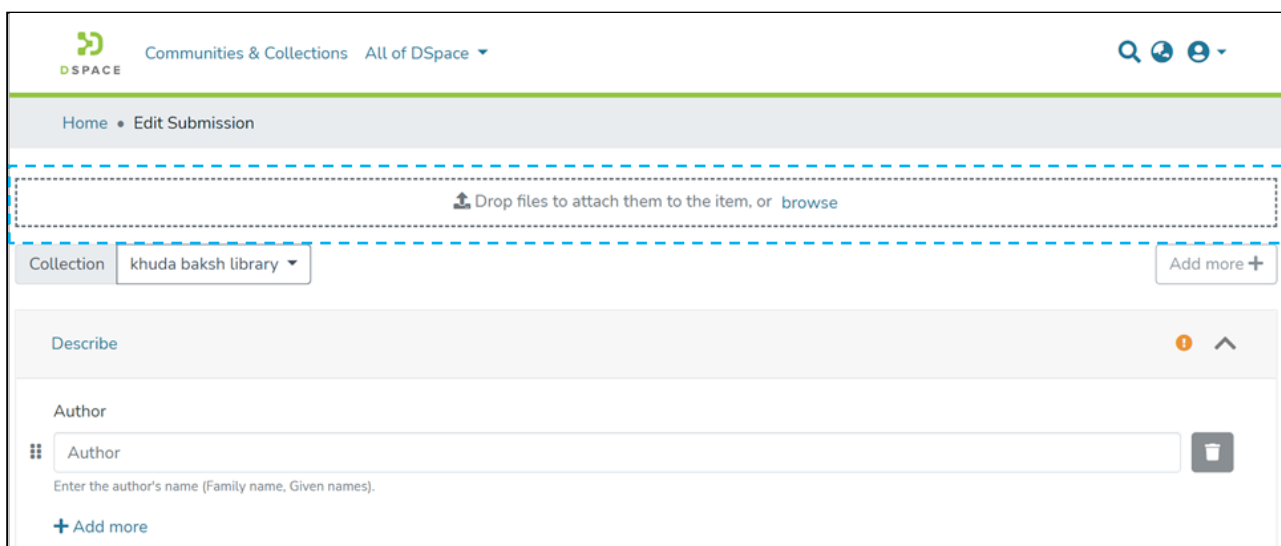 Communities & Collections All of DSpace
DSPACE
Home • Edit Submission
Drop files to attach them to the item, or browse
Collection khuda baksh library Add more +
Describe
Author
Author
Enter the author's name (Family name, Given names).
+ Add more